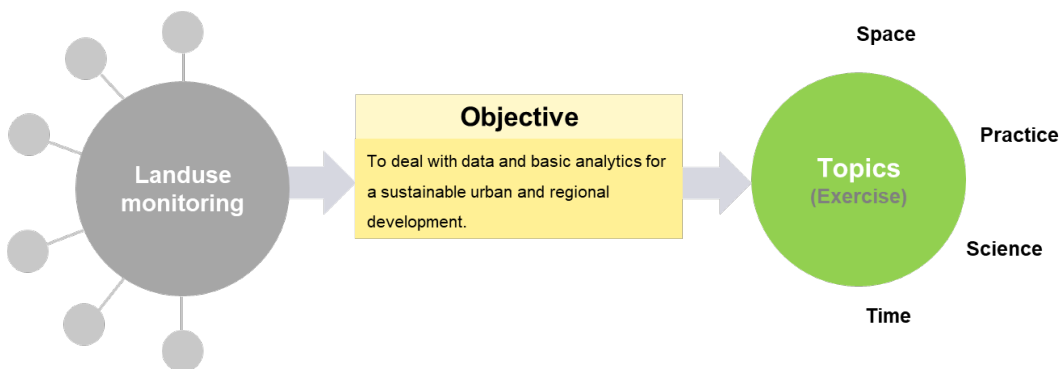 Space
Objective
To deal with data and basic analytics for
a sustainable urban and regional
development.
Landuse
monitoring
Topics
(Exercise)
Practice
Science
Time